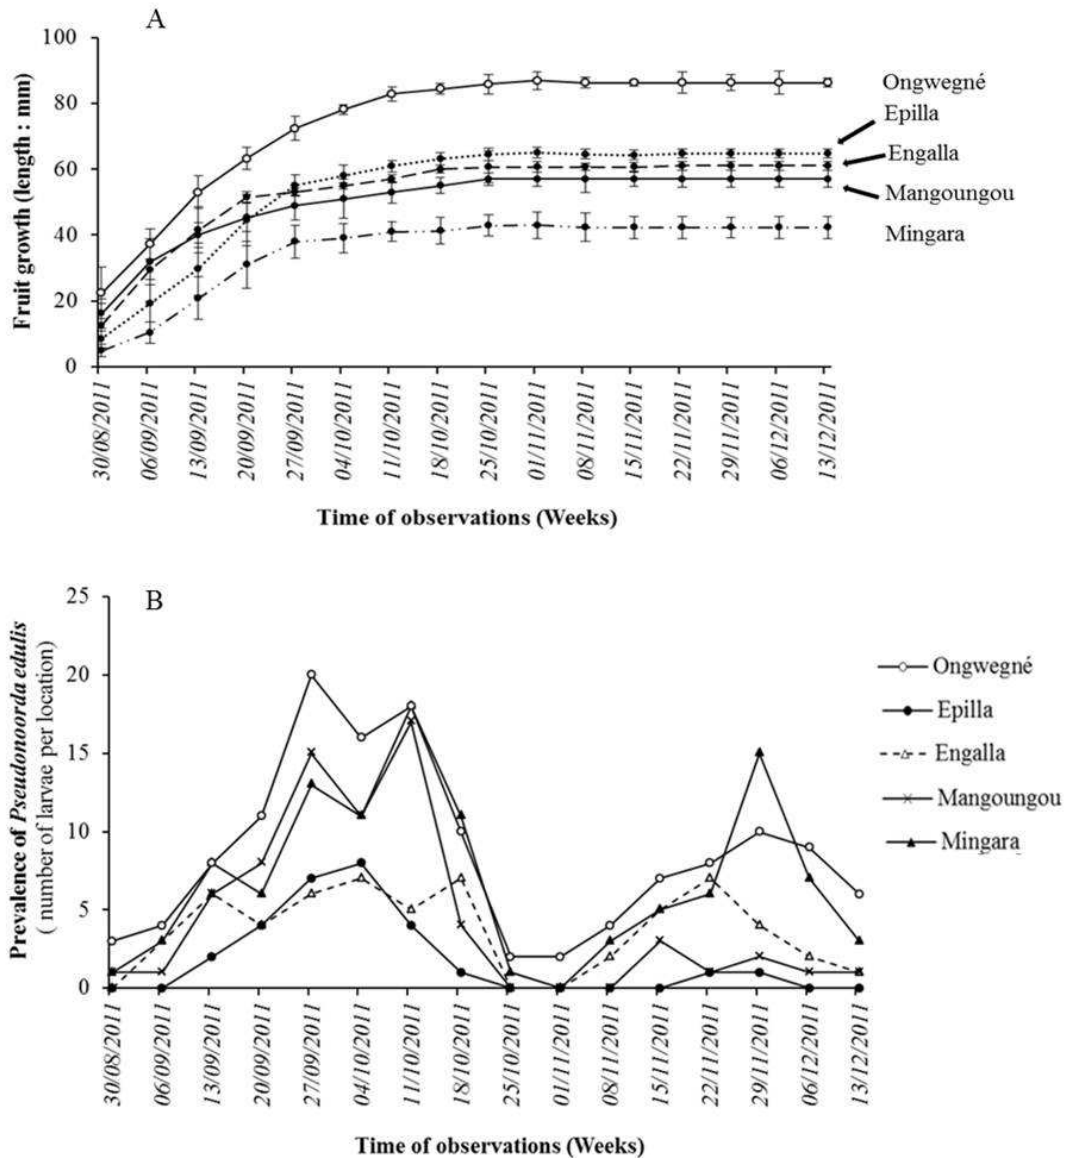 A
100
80
60
40
20
0
Fruit growth (length : mm)
Ongwegné
Epilla
Engalla
Mangoungou
Mingara
30/08/2011
06/09/2011
13/09/2011
20/09/2011
27/09/2011
04/10/2011
11/10/2011
18/10/2011
25/10/2011
01/11/2011
08/11/2011
15/11/2011
22/11/2011
29/11/2011
06/12/2011
13/12/2011
Time of observations (Weeks)
B
25
20
15
10
5
0
Prevalence of Pseudonoorda edulis
( number of larvae per location)
Ongwegné
Epilla
Engalla
Mangoungou
Mingara
30/08/2011
06/09/2011
13/09/2011
20/09/2011
27/09/2011
04/10/2011
11/10/2011
18/10/2011
25/10/2011
01/11/2011
08/11/2011
15/11/2011
22/11/2011
29/11/2011
06/12/2011
13/12/2011
Time of observations (Weeks)